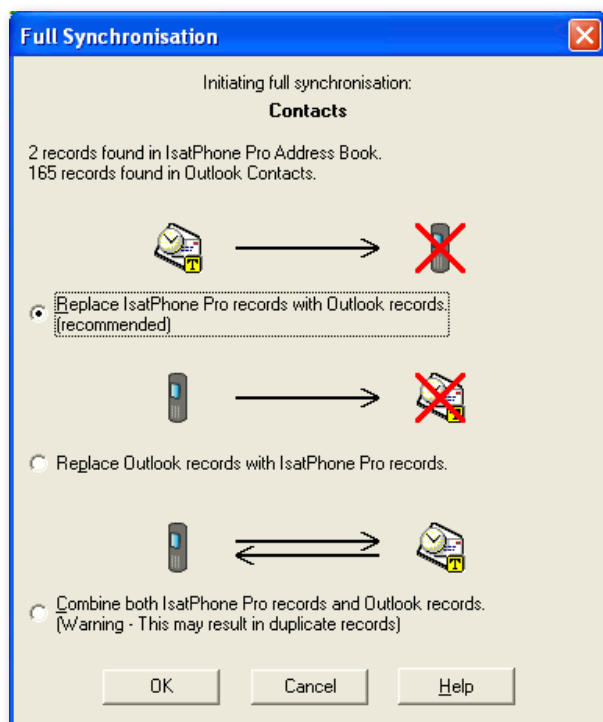 Full Synchronisation
Initiating full synchronisation:
Contacts
2 records found in IsatPhone Pro Address Book.
165 records found in Outlook Contacts.
T
Replace IsatPhone Pro records with Outlook records.
(recommended)
T
Replace Outlook records with IsatPhone Pro records.
T
Combine both IsatPhone Pro records and Outlook records.
(Warning - This may result in duplicate records)
OK Cancel Help